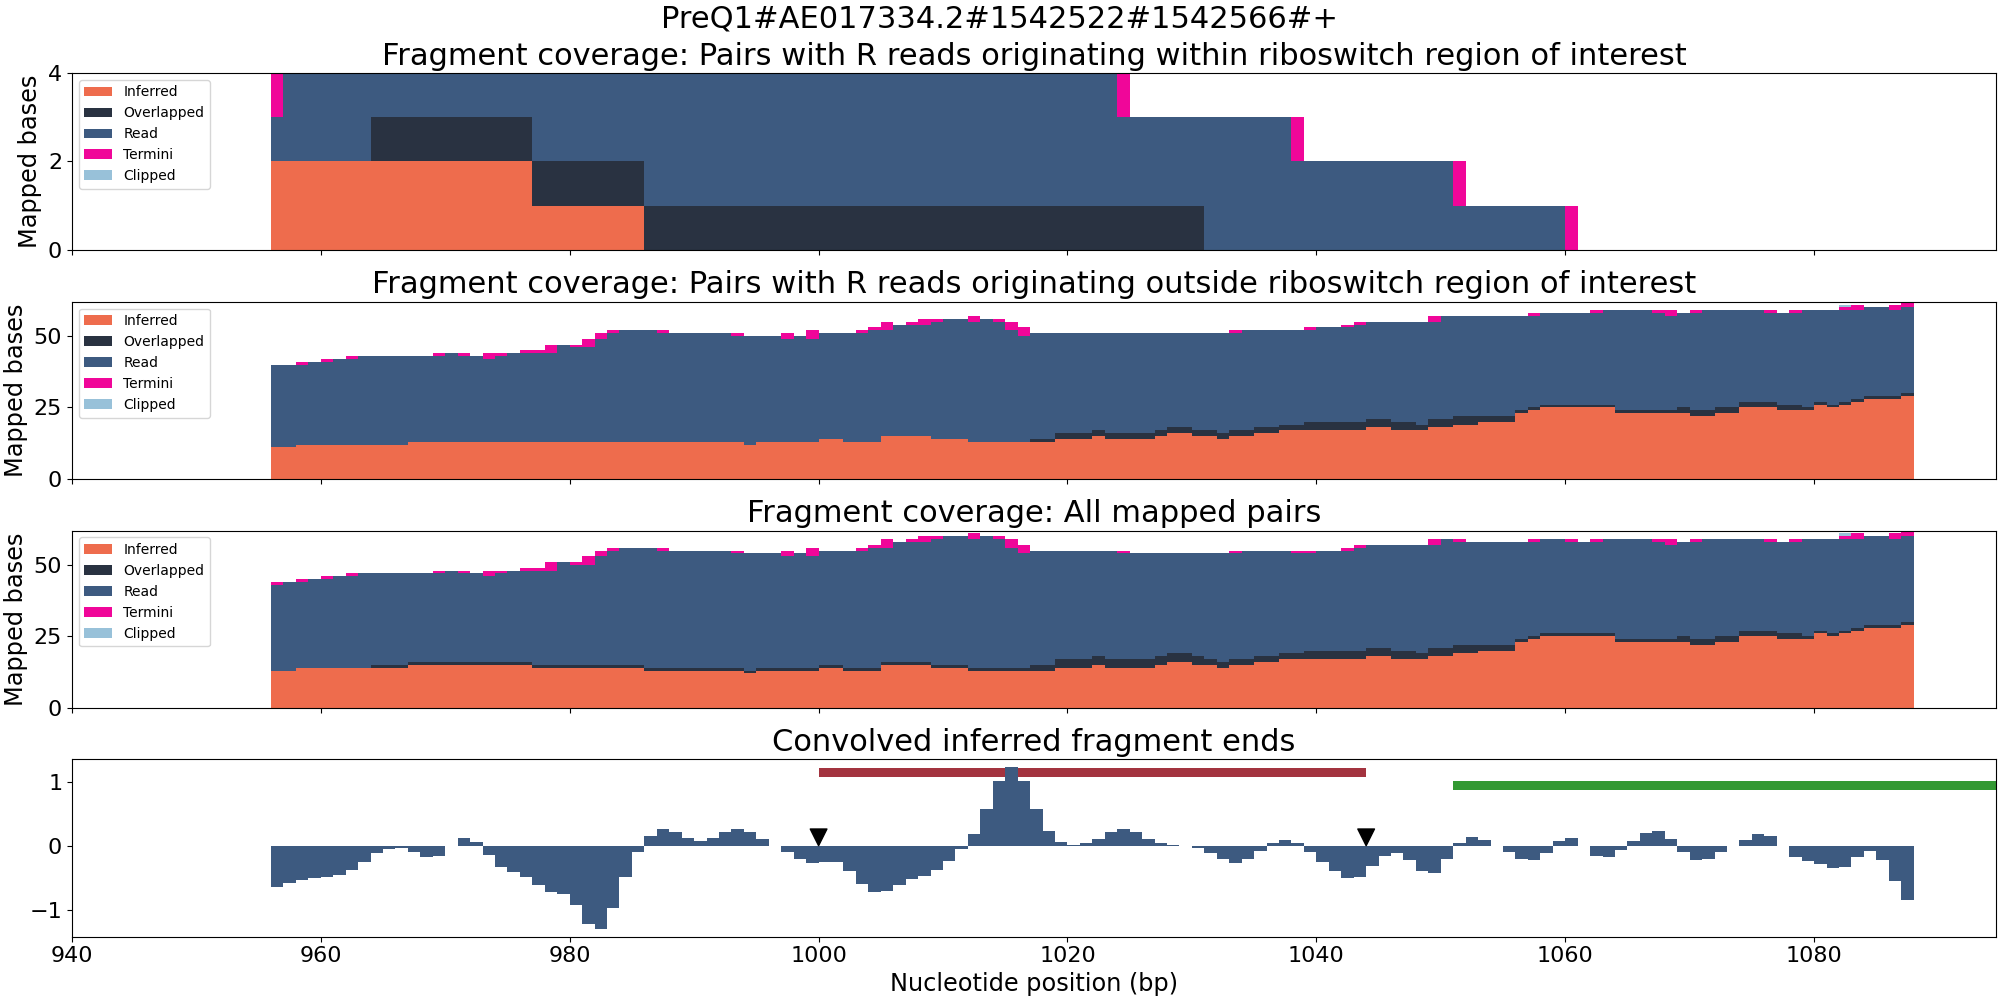 PreQ1#AE017334.2#1542522#1542566#+
Fragment coverage: Pairs with R reads originating within riboswitch region of interest
Mapped bases
4
2
0
Inferred
Overlapped
Read
Termini
Clipped
Fragment coverage: Pairs with R reads originating outside riboswitch region of interest
Mapped bases
50
25
0
Inferred
Overlapped
Read
Termini
Clipped
Fragment coverage: All mapped pairs
Mapped bases
50
25
0
Inferred
Overlapped
Read
Termini
Clipped
Convolved inferred fragment ends
1
0
−1
940 960 980 1000 1020 1040 1060 1080
Nucleotide position (bp)